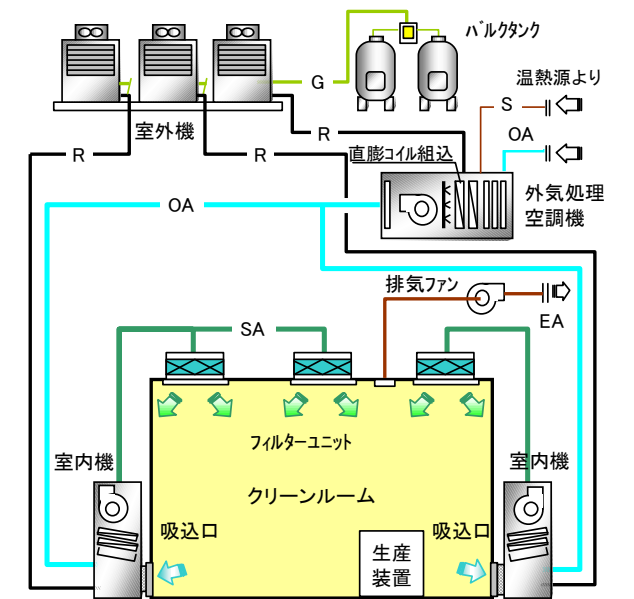 バルクタンク
温熱源より
G
S
室外機
R
OA
R
R
直膨コイル組込
外気処理
空調機
OA
排気ファン
EA
SA
フィルターユニット
室内機
室内機
クリーンルーム
吸込口
吸込口
生産
装置